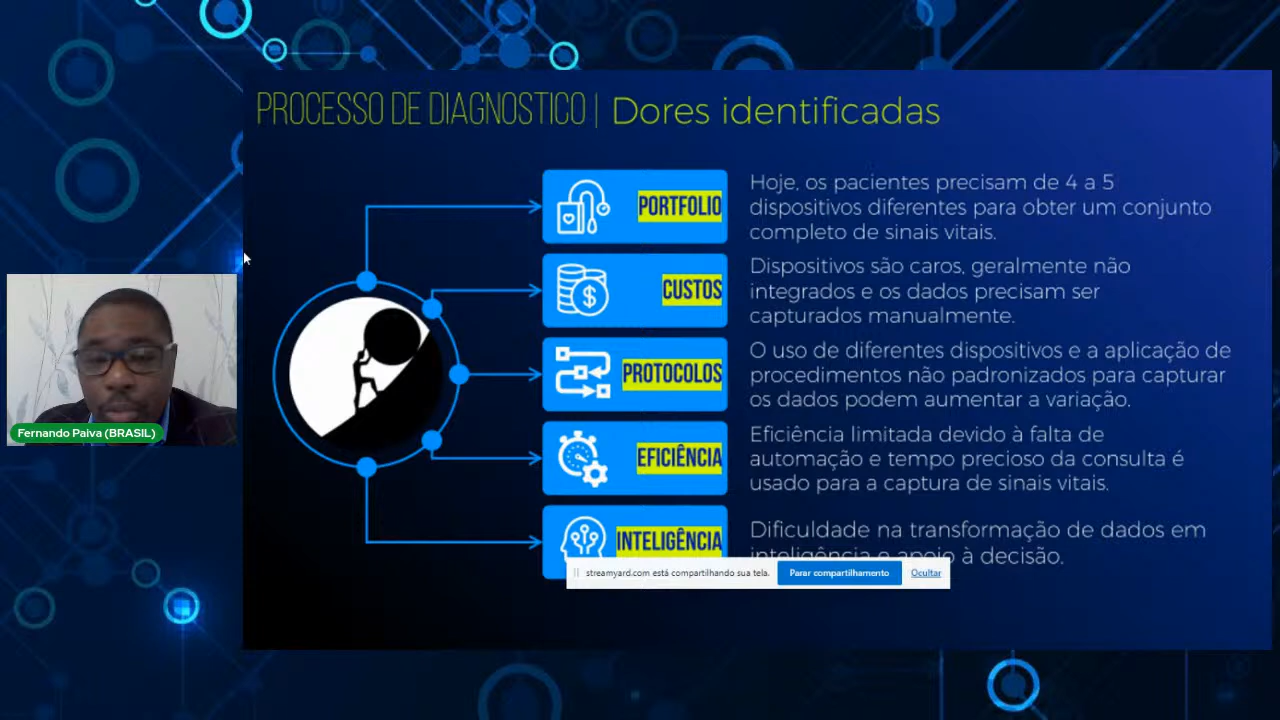 PROCESSO DE DIAGNOSTICO | Dores identificadas
PORTFOLIO
Hoje, os pacientes precisam de 4 a 5
dispositivos diferentes para obter um conjunto
completo de sinais vitais.
CUSTOS
Dispositivos são caros, geralmente não
integrados e os dados precisam ser
capturados manualmente.
PROTOCOLOS
O uso de diferentes dispositivos e a aplicação de
procedimentos não padronizados para capturar
os dados podem aumentar a variação.
EFICIÊNCIA
Eficiência limitada devido à falta de
automação e tempo precioso da consulta é
usado para a captura de sinais vitais.
INTELIGÊNCIA
Dificuldade na transformação de dados em
inteligência e apoio à decisão.
Fernando Paiva (BRASIL)
streamyard.com está compartilhando sua tela.
Parar compartilhamento
Ocultar